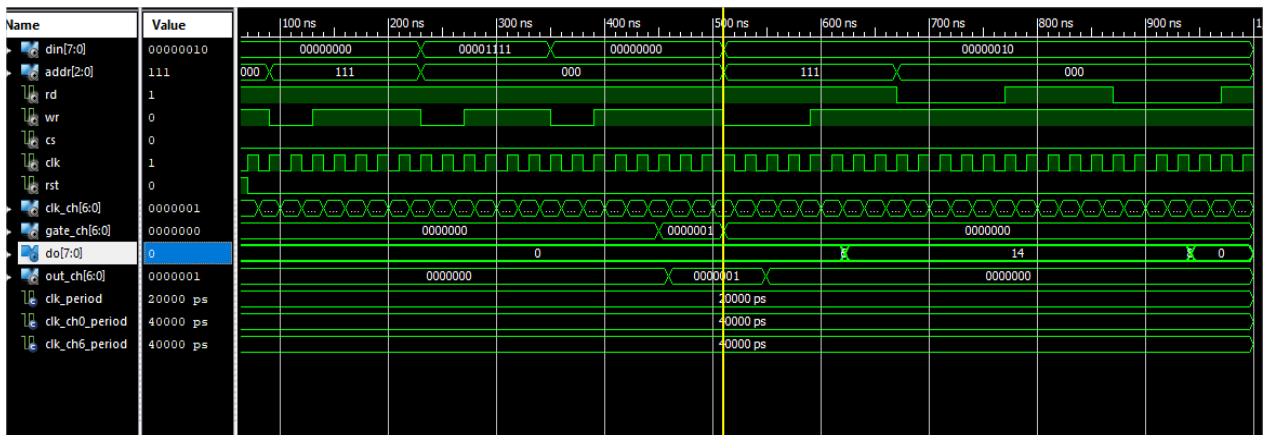 Name Value 100 ns 200 ns 300 ns 400 ns 500 ns 600 ns 700 ns 800 ns 900 ns 1
din[7:0] 00000010 00000000 00001111 00000000 00000010
addr[2:0] 111 000 111 000 111 000
rd 1
wr 0
cs 0
clk 1
rst 0
clk_ch[6:0] 0000001 ... ... ... ... ... ... ... ... ... ... ... ... ... ... ... ... ... ... ... ... ... ... ...
gate_ch[6:0] 0000000 0000000 0000001 0000000
do[7:0] 0 0 14 0
out_ch[6:0] 0000001 0000000 0000001 0000000
clk_period 20000 ps 20000 ps
clk_ch0_period 40000 ps 40000 ps
clk_ch6_period 40000 ps 40000 ps